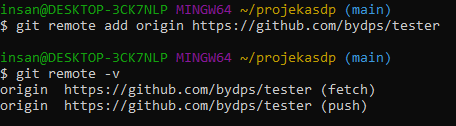 insan@DESKTOP-3CK7NLP MINGW64 ~/projekasdp (main)
$ git remote add origin https://github.com/bydps/tester
insan@DESKTOP-3CK7NLP MINGW64 ~/projekasdp (main)
$ git remote -v
origin  https://github.com/bydps/tester (fetch)
origin  https://github.com/bydps/tester (push)